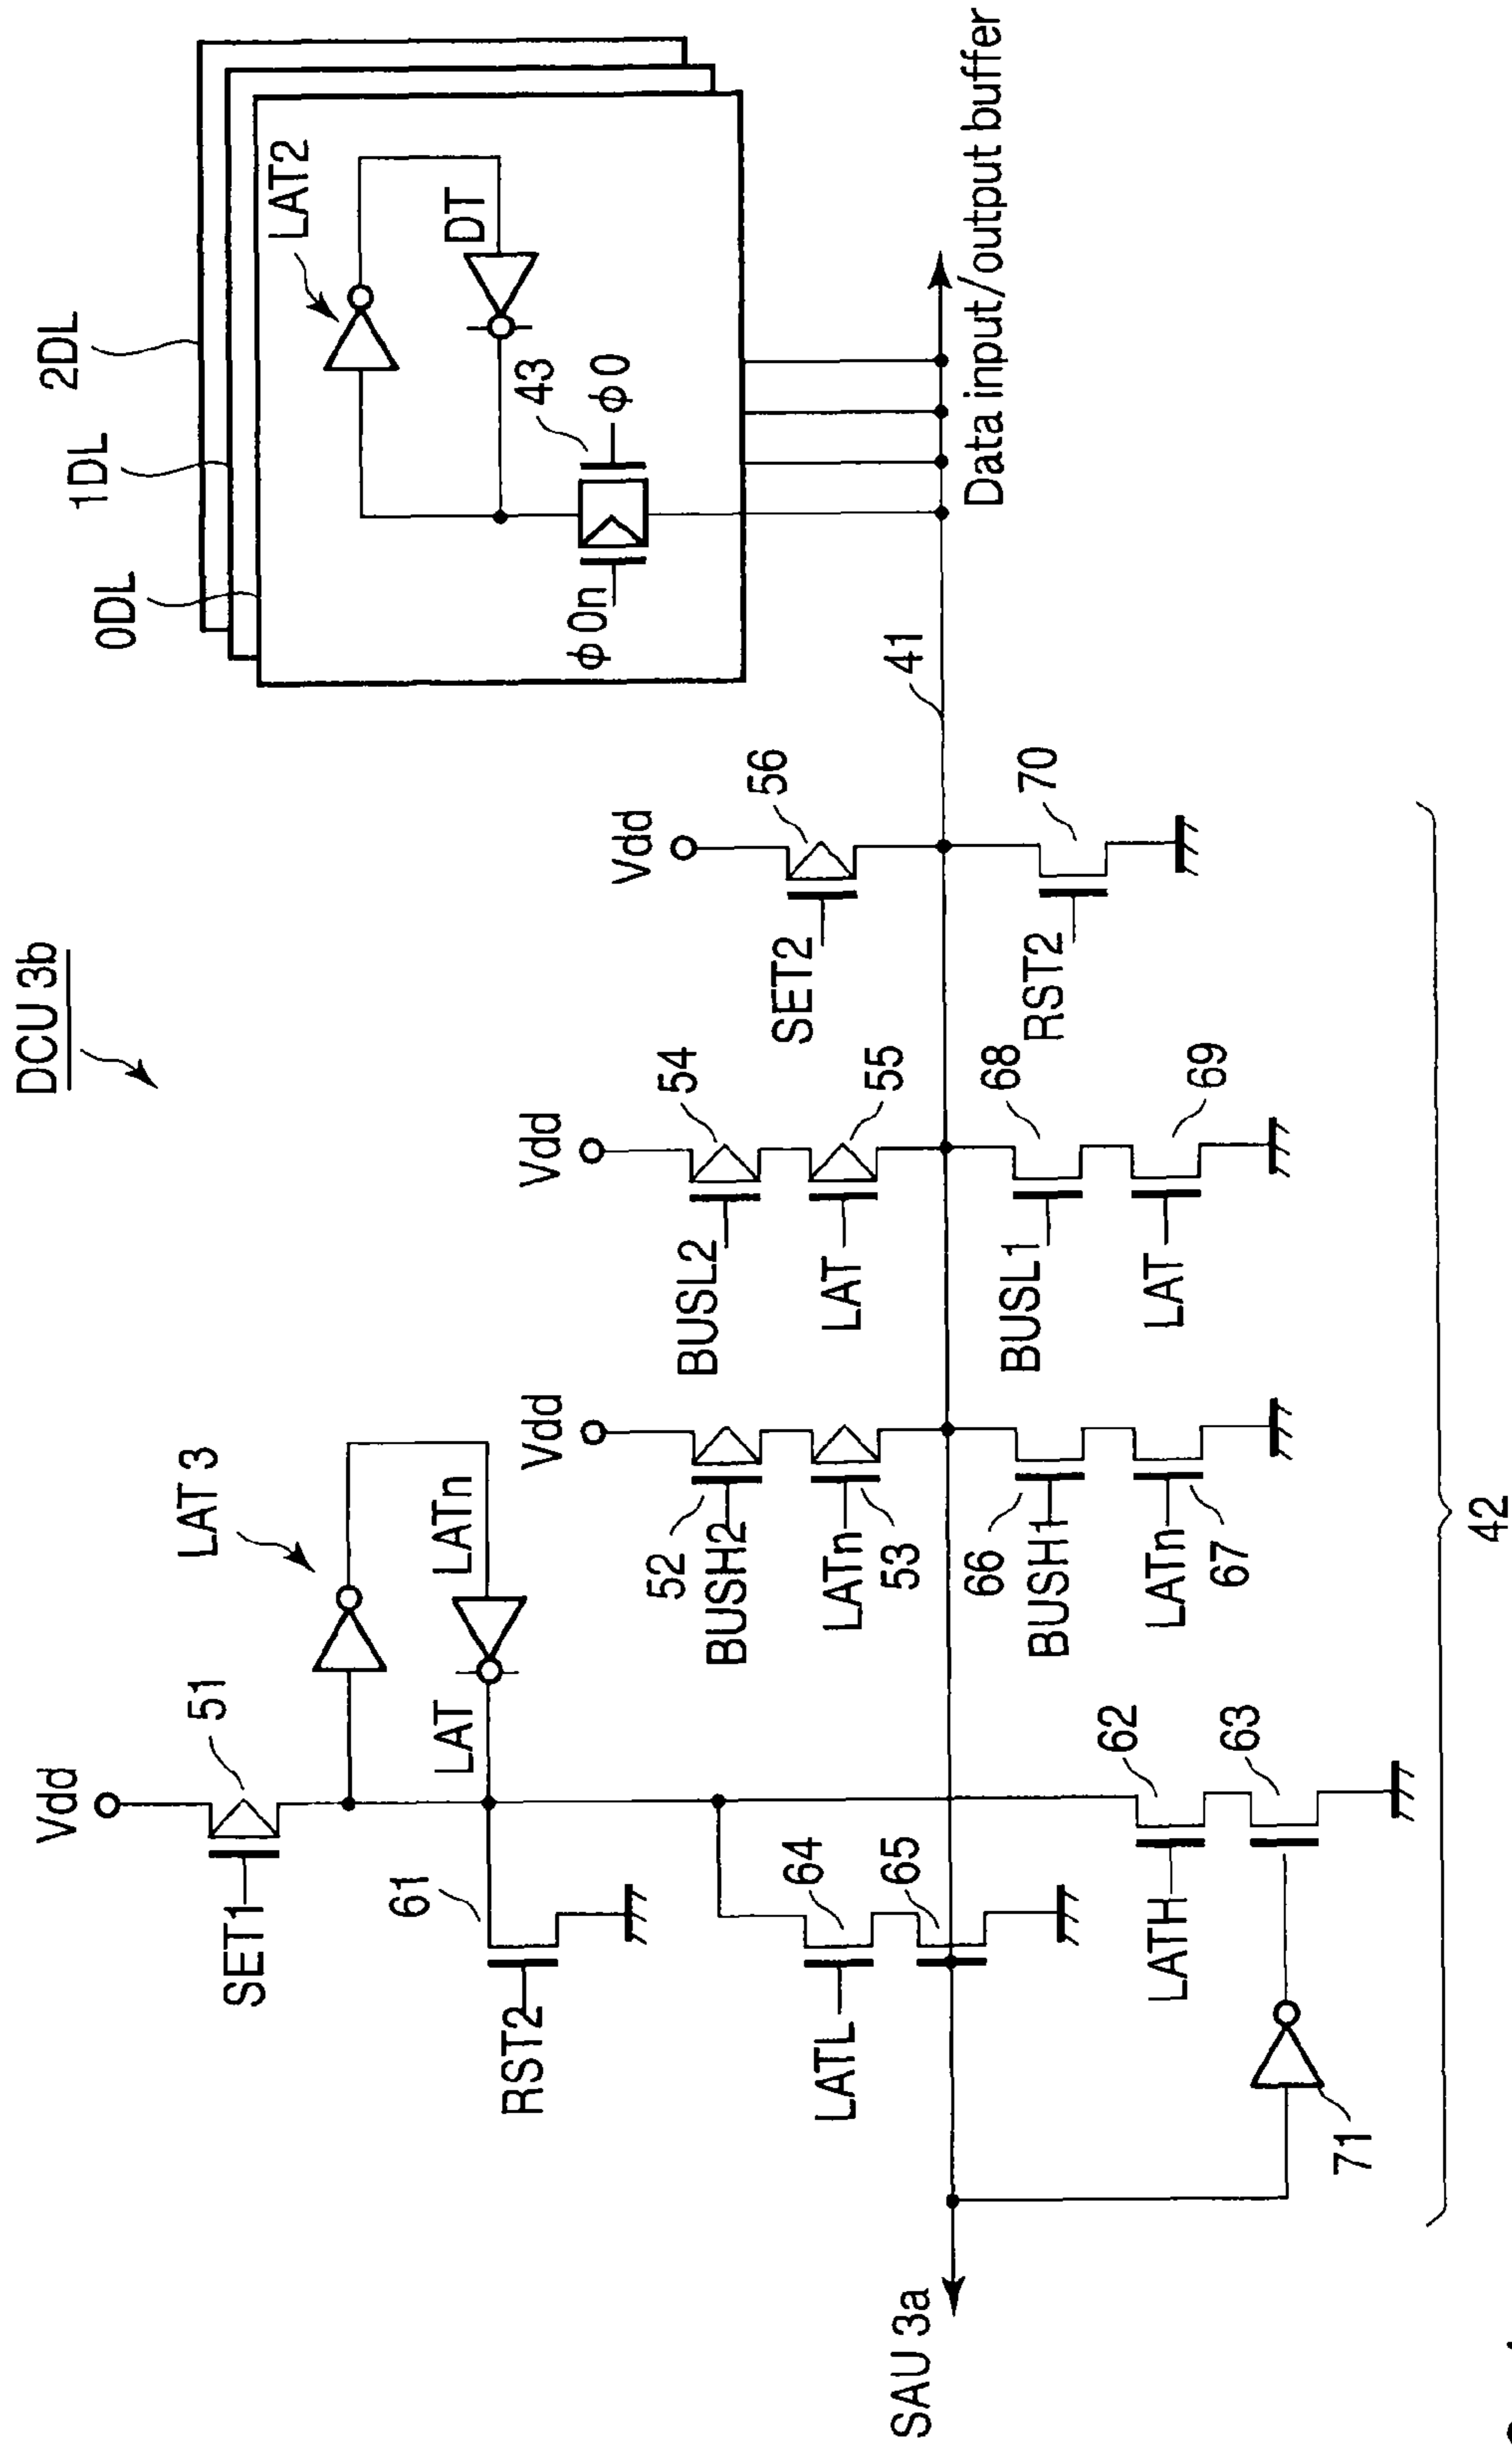 DCU 3b
2DL
1DL
0DL
LAT2
DT
43
φ0
φ0n
Data input/output buffer
41
Vdd
51
SET1
LAT 3
LATn
LAT
61
RST2
64
LATL
65
62
LATH
63
71
SAU 3a
Vdd
52
BUSH2
LATn
53
66
BUSH1
LATn
67
Vdd
54
BUSL2
55
LAT
68
BUSL1
69
LAT
Vdd
56
SET2
70
RST2
42